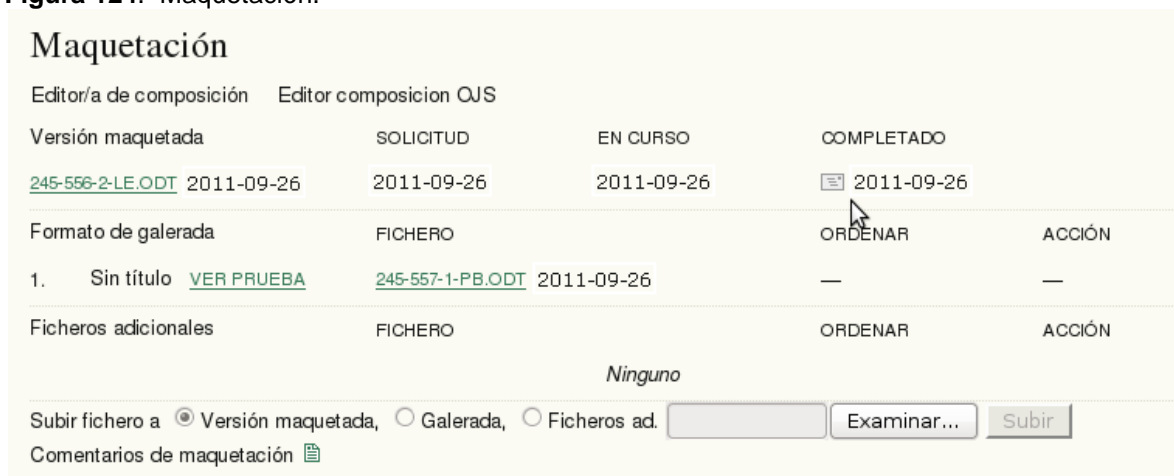 Figura 124. Maquetación.
Maquetación
Editor/a de composición Editor composicion OJS
Versión maquetada SOLICITUD EN CURSO COMPLETADO
245-556-2-LE.ODT 2011-09-26 2011-09-26 2011-09-26 2011-09-26
Formato de galerada FICHERO ORDENAR ACCIÓN
1. Sin título VER PRUEBA 245-557-1-PB.ODT 2011-09-26 — —
Ficheros adicionales FICHERO ORDENAR ACCIÓN
Ninguno
Subir fichero a Versión maquetada, Galerada, Ficheros ad. Examinar... Subir
Comentarios de maquetación